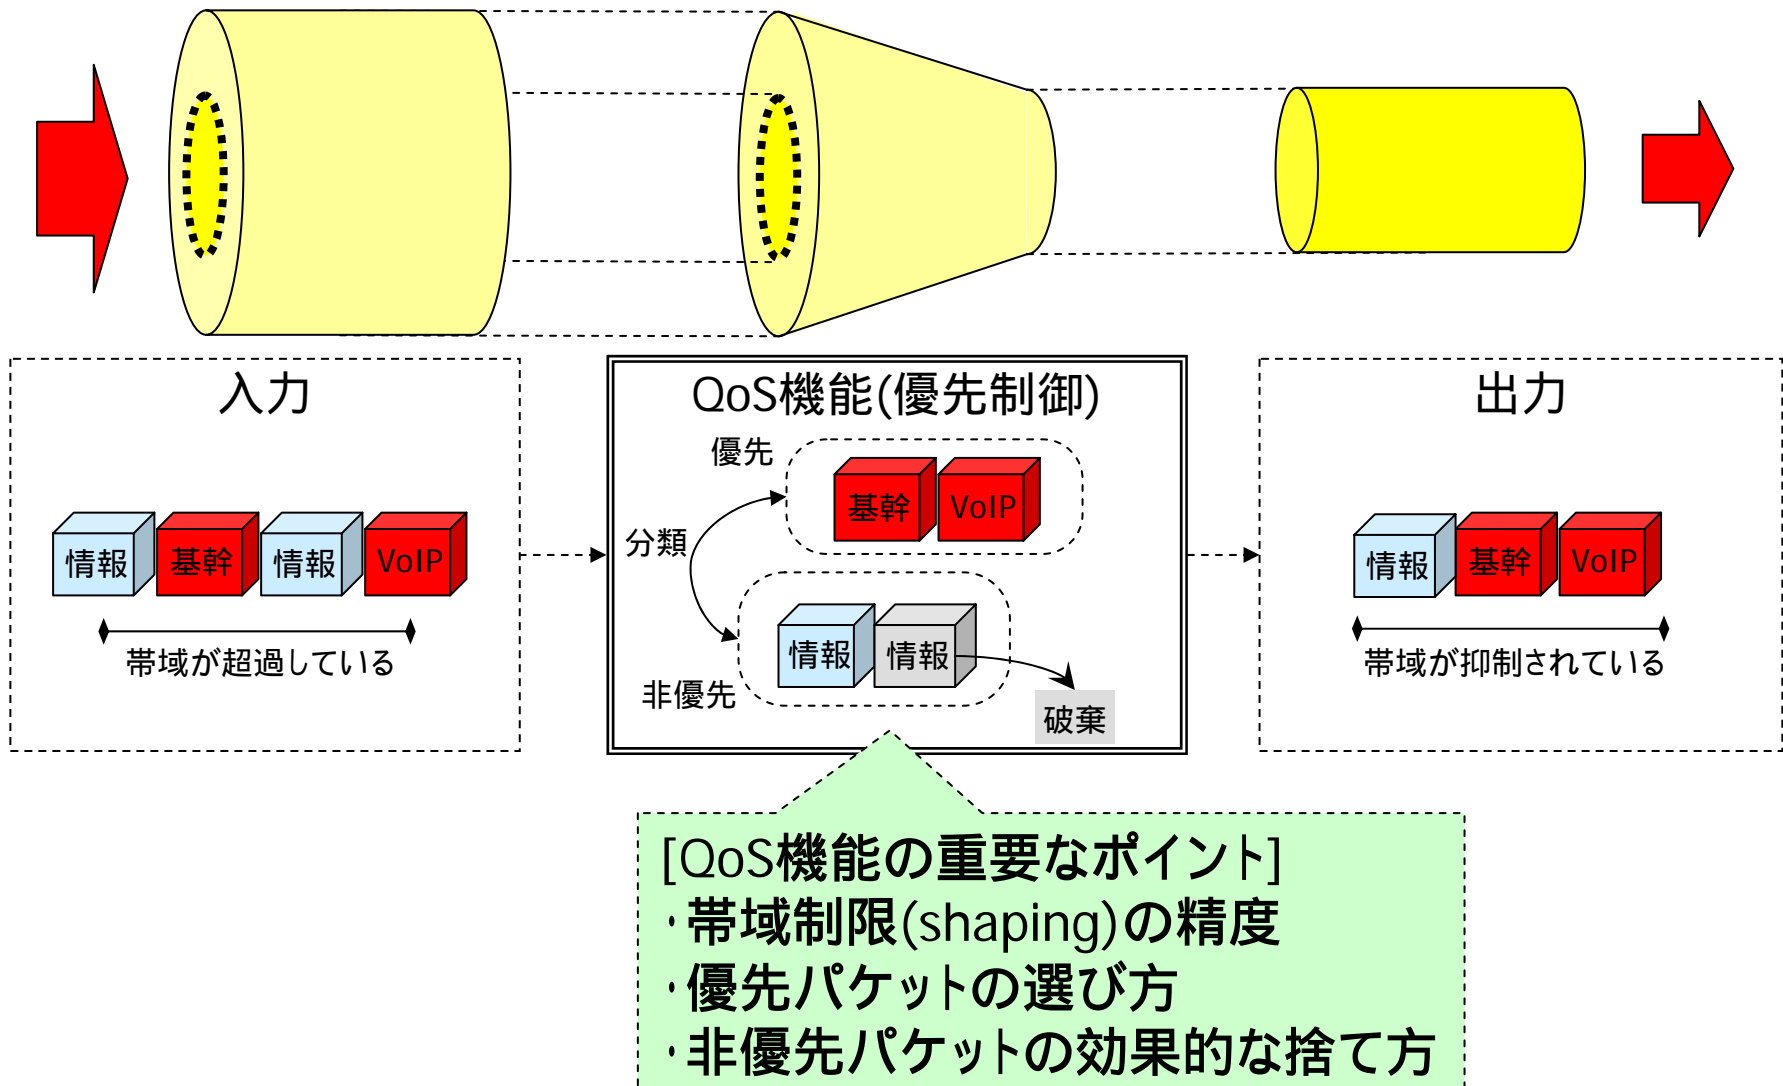 入力
情報 基幹 情報 VoIP
帯域が超過している
QoS機能(優先制御)
優先
基幹 VoIP
分類
情報 情報
非優先
破棄
出力
情報 基幹 VoIP
帯域が抑制されている
[QoS機能の重要なポイント]
・帯域制限(shaping)の精度
・優先パケットの選び方
・非優先パケットの効果的な捨て方